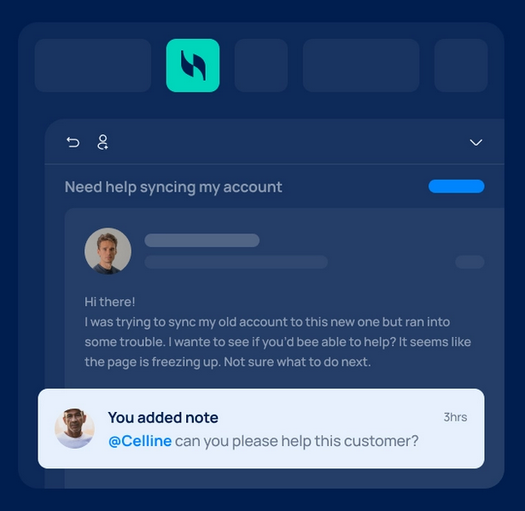 Need help syncing my account
Hi there!
I was trying to sync my old account to this new one but ran into
some trouble. I wante to see if you'd bee able to help? It seems like
the page is freezing up. Not sure what to do next.
You added note 3hrs
@Celline can you please help this customer?